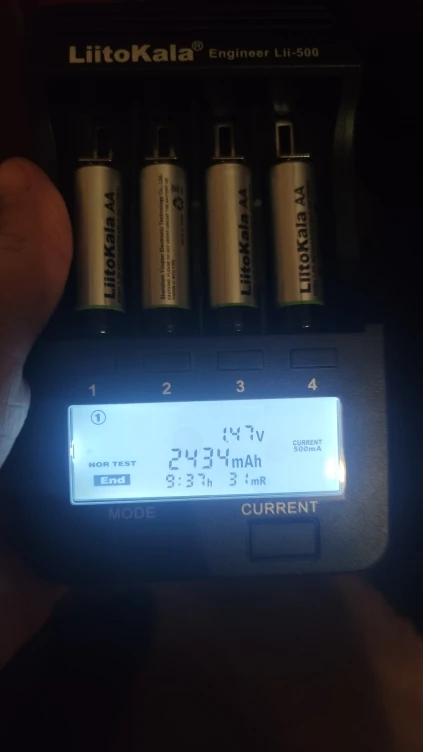 LiitoKala® Engineer Lii-500
LiitoKala AA
LiitoKala AA
LiitoKala AA
1 2 3 4
1
1.47V
CURRENT
500mA
2434mAh
NOR TEST
End
9:37h 31mR
MODE
CURRENT